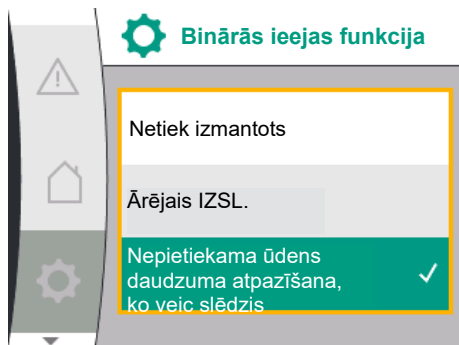 Binārās ieejas funkcija
Netiek izmantots
Ārējais IZSL.
Nepietiekama ūdens
daudzuma atpazīšana,
ko veic slēdzis